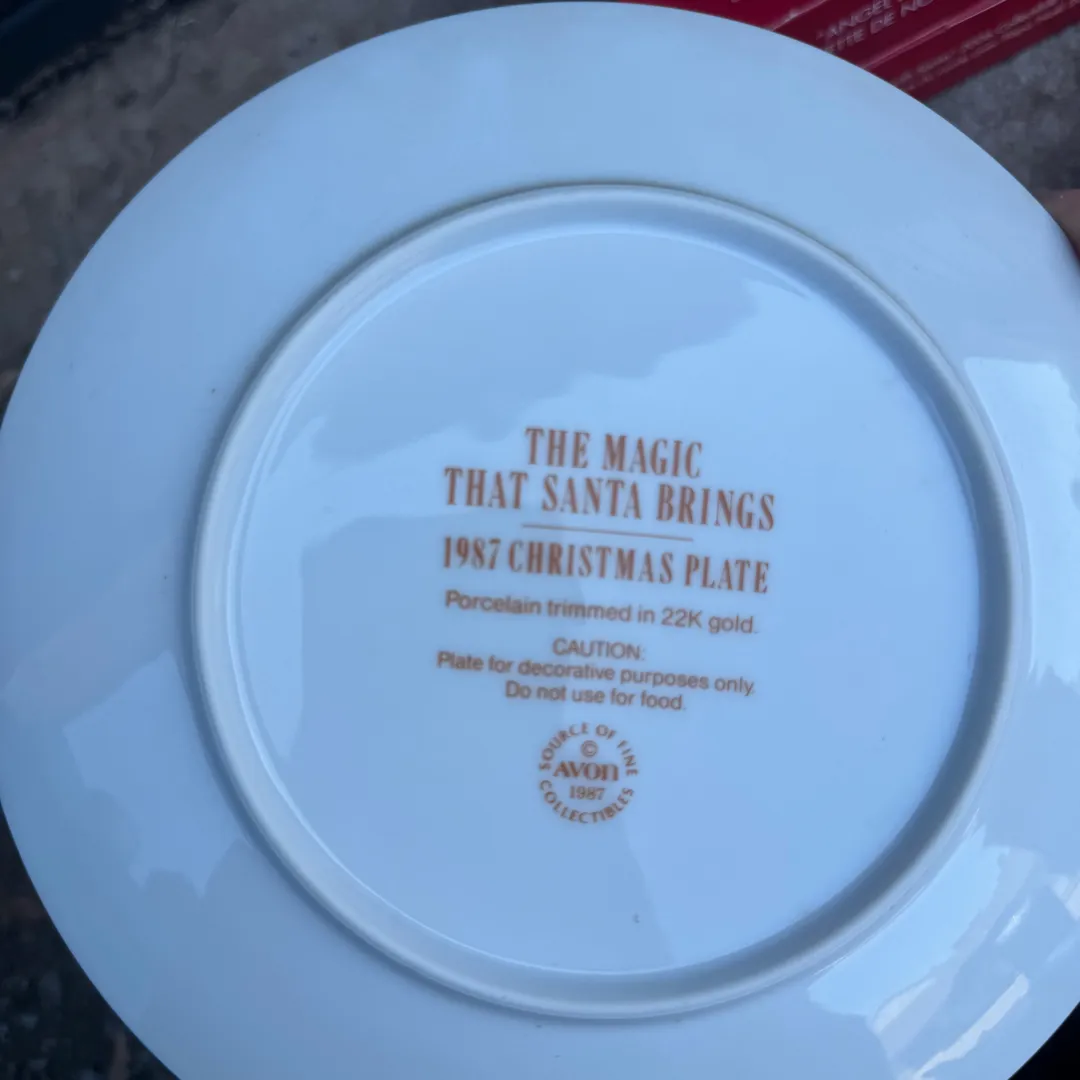 ANGEL
THE MAGIC
THAT SANTA BRINGS
1987 CHRISTMAS PLATE
Porcelain trimmed in 22K gold.
CAUTION:
Plate for decorative purposes only.
Do not use for food.
SOURCE OF FINE
©
AVON
1987
COLLECTIBLES